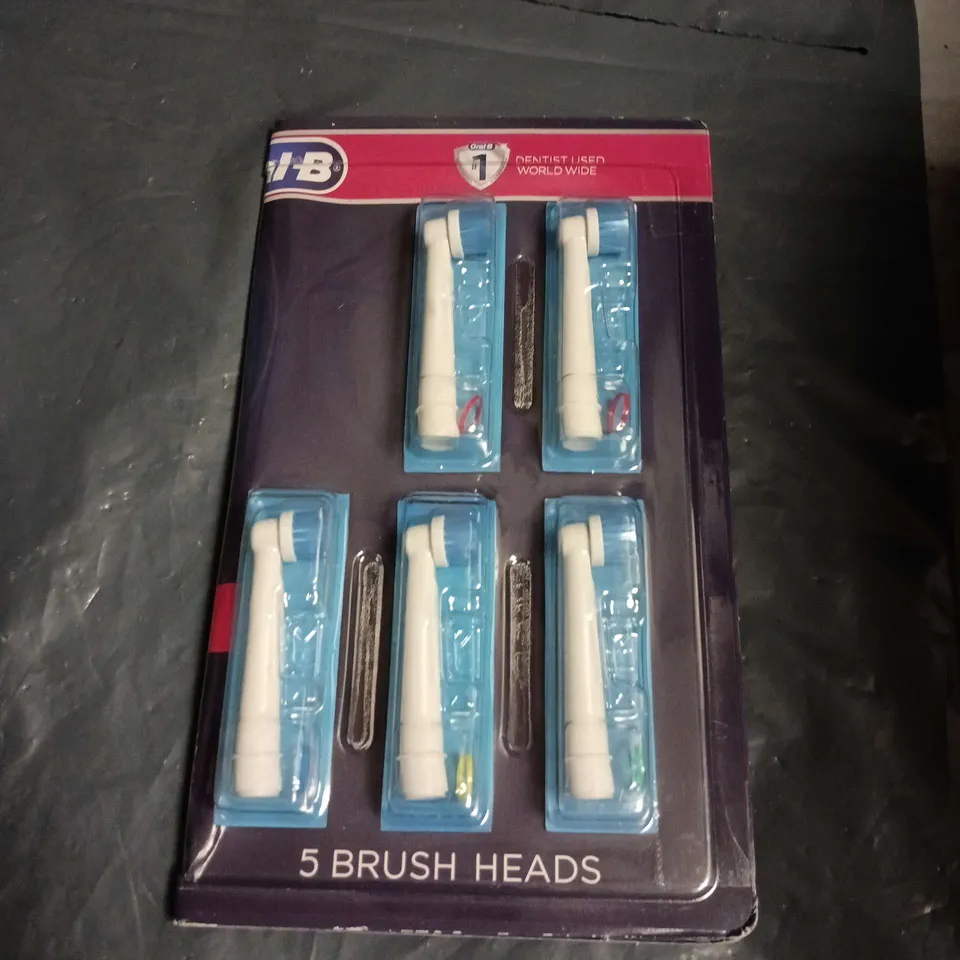 l-B
Oral-B
#1
DENTIST USED
WORLD WIDE
5 BRUSH HEADS